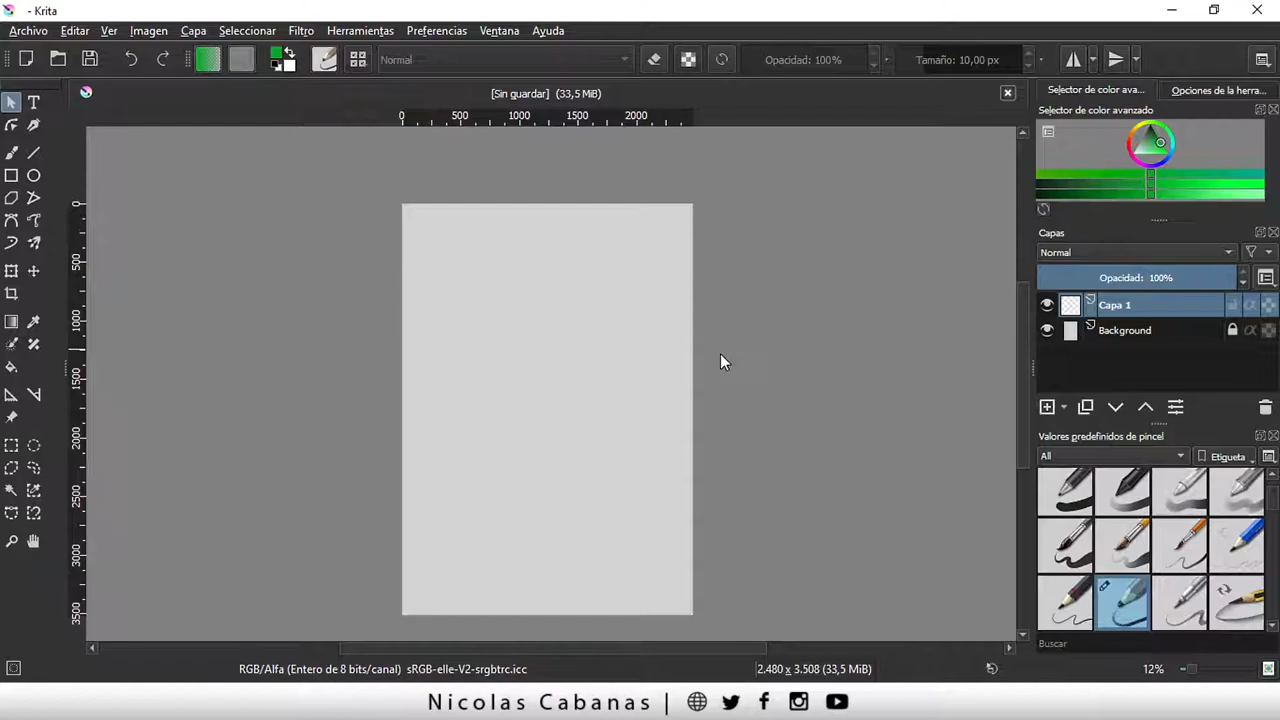 - Krita
Archivo Editar Ver Imagen Capa Seleccionar Filtro Herramientas Preferencias Ventana Ayuda
Normal Opacidad: 100% Tamaño: 10,00 px
[Sin guardar] (33,5 MiB)
Selector de color ava... Opciones de la herra...
Selector de color avanzado
0 500 1000 1500 2000
0
500
1000
1500
2000
2500
3000
3500
Capas
Normal
Opacidad: 100%
Capa 1
Background
Valores predefinidos de pincel
All Etiqueta
Buscar
RGB/Alfa (Entero de 8 bits/canal) sRGB-elle-V2-srgbtrc.icc 2.480 x 3.508 (33,5 MiB) 12%
Nicolas Cabanas |